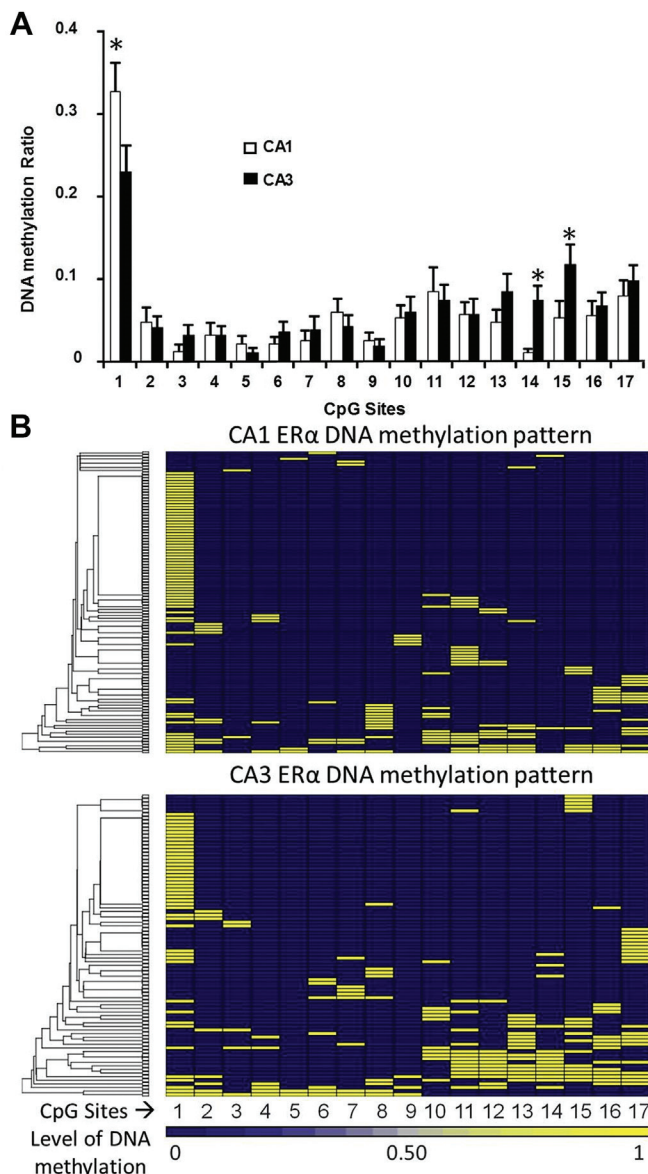 A
0.4
0.3
0.2
0.1
0
DNA methylation Ratio
*
CA1
CA3
*
*
1 2 3 4 5 6 7 8 9 10 11 12 13 14 15 16 17
CpG Sites
B
CA1 ERα DNA methylation pattern
CA3 ERα DNA methylation pattern
CpG Sites → 1 2 3 4 5 6 7 8 9 10 11 12 13 14 15 16 17
Level of DNA
methylation
0 0.50 1